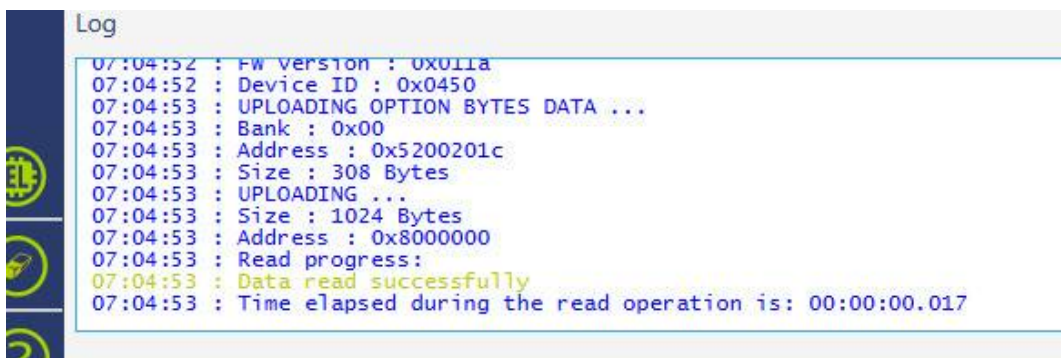 Log
07:04:52 : FW version : 0x011a
07:04:52 : Device ID : 0x0450
07:04:53 : UPLOADING OPTION BYTES DATA ...
07:04:53 : Bank : 0x00
07:04:53 : Address : 0x5200201c
07:04:53 : Size : 308 Bytes
07:04:53 : UPLOADING ...
07:04:53 : Size : 1024 Bytes
07:04:53 : Address : 0x8000000
07:04:53 : Read progress:
07:04:53 : Data read successfully
07:04:53 : Time elapsed during the read operation is: 00:00:00.017